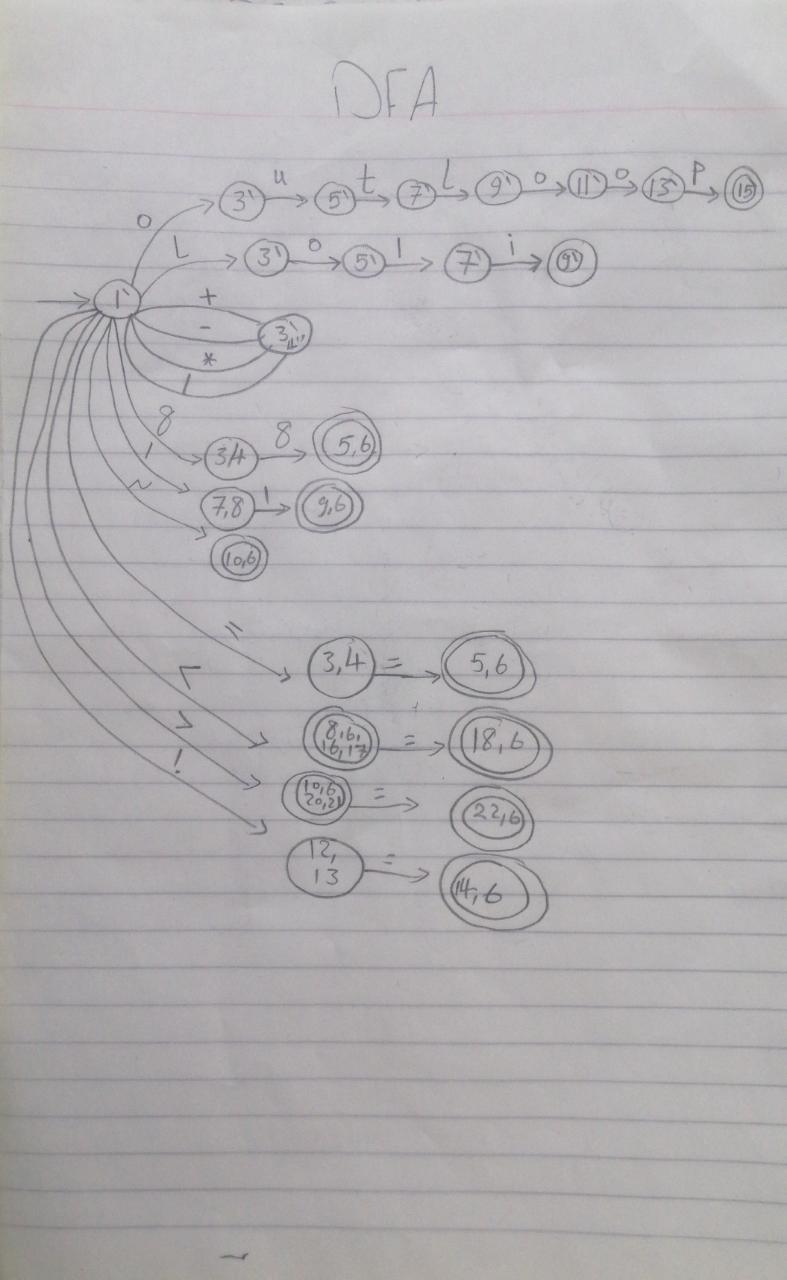 DFA
u t l o o p
o 3' 5' 7' 9' 11' 13' 15
L 3' o 5' l 7' i 9'
1' +
- 3'
*
/
8 3,4 8 5,6
| 7,8 | 9,6
~ 10,6
= 3,4 = 5,6
< 8,6, 16,17 = 18,6
> 10,6 20,21 = 22,6
! 12, 13 = 14,6